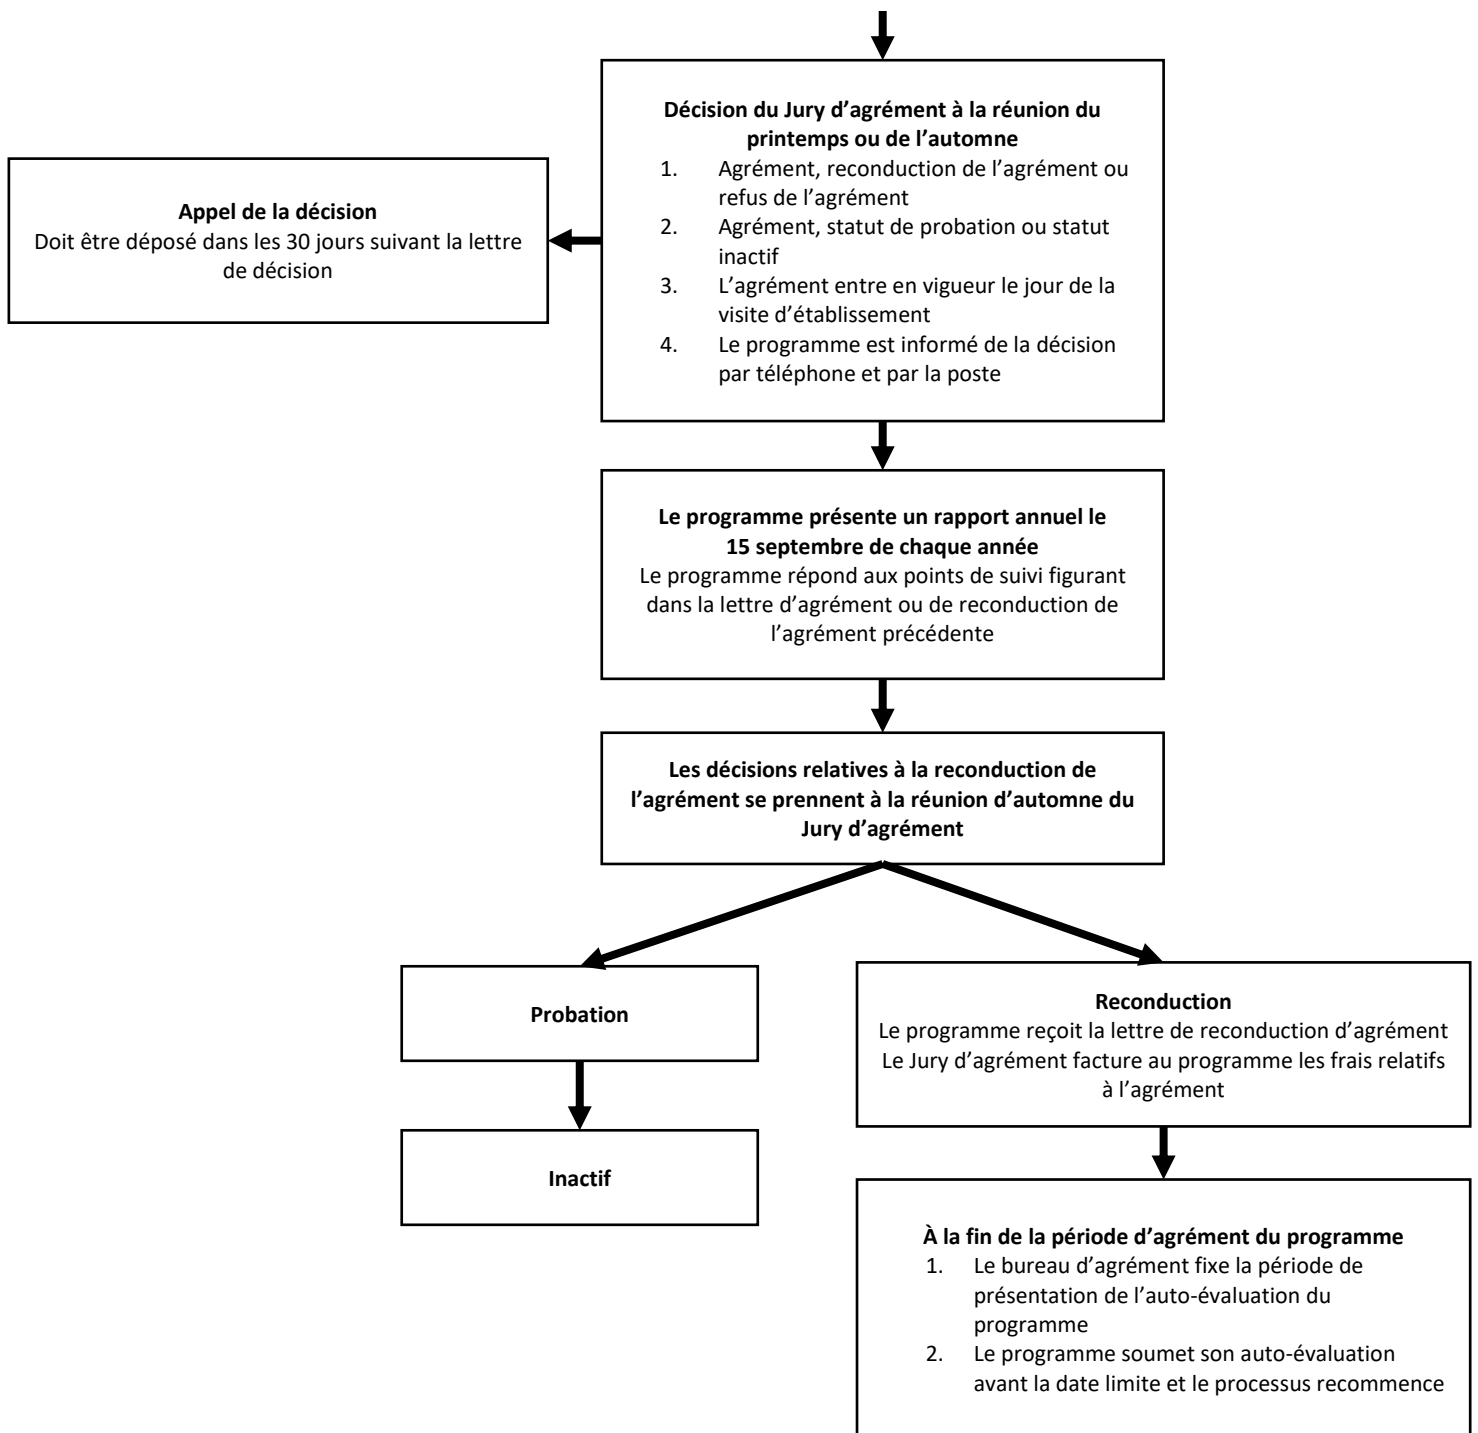 Décision du Jury d’agrément à la réunion du
printemps ou de l’automne
1. Agrément, reconduction de l’agrément ou
refus de l’agrément
2. Agrément, statut de probation ou statut
inactif
3. L’agrément entre en vigueur le jour de la
visite d’établissement
4. Le programme est informé de la décision
par téléphone et par la poste
Appel de la décision
Doit être déposé dans les 30 jours suivant la lettre
de décision
Le programme présente un rapport annuel le
15 septembre de chaque année
Le programme répond aux points de suivi figurant
dans la lettre d’agrément ou de reconduction de
l’agrément précédente
Les décisions relatives à la reconduction de
l’agrément se prennent à la réunion d’automne du
Jury d’agrément
Probation
Inactif
Reconduction
Le programme reçoit la lettre de reconduction d’agrément
Le Jury d’agrément facture au programme les frais relatifs
à l’agrément
À la fin de la période d’agrément du programme
1. Le bureau d’agrément fixe la période de
présentation de l’auto-évaluation du
programme
2. Le programme soumet son auto-évaluation
avant la date limite et le processus recommence